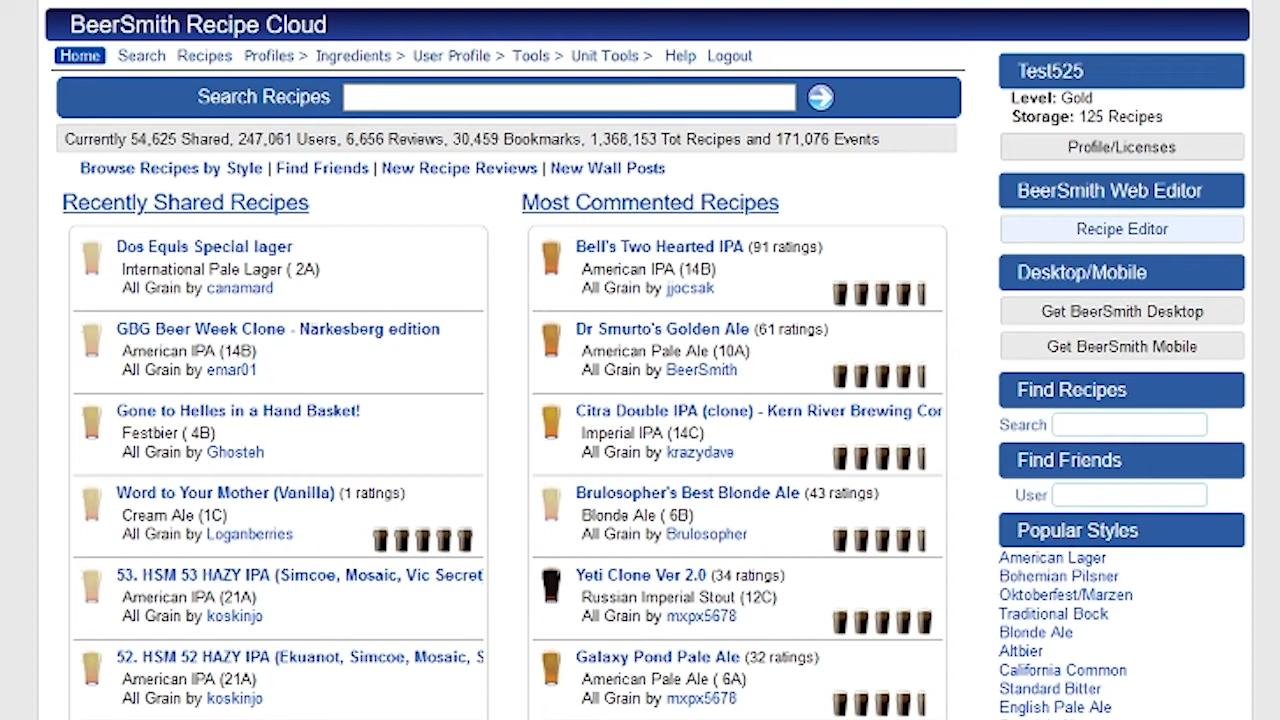 BeerSmith Recipe Cloud
Home Search Recipes Profiles > Ingredients > User Profile > Tools > Unit Tools > Help Logout
Search Recipes
Currently 54,625 Shared, 247,061 Users, 6,656 Reviews, 30,459 Bookmarks, 1,368,153 Tot Recipes and 171,076 Events
Browse Recipes by Style | Find Friends | New Recipe Reviews | New Wall Posts
Recently Shared Recipes
Dos Equis Special lager
International Pale Lager ( 2A)
All Grain by canamard
GBG Beer Week Clone - Narkesberg edition
American IPA (14B)
All Grain by emar01
Gone to Helles in a Hand Basket!
Festbier ( 4B)
All Grain by Ghosteh
Word to Your Mother (Vanilla) (1 ratings)
Cream Ale (1C)
All Grain by Loganberries
53. HSM 53 HAZY IPA (Simcoe, Mosaic, Vic Secret
American IPA (21A)
All Grain by koskinjo
52. HSM 52 HAZY IPA (Ekuanot, Simcoe, Mosaic, S
American IPA (21A)
All Grain by koskinjo
Most Commented Recipes
Bell's Two Hearted IPA (91 ratings)
American IPA (14B)
All Grain by jjocsak
Dr Smurto's Golden Ale (61 ratings)
American Pale Ale (10A)
All Grain by BeerSmith
Citra Double IPA (clone) - Kern River Brewing Cor
Imperial IPA (14C)
All Grain by krazydave
Brulosopher's Best Blonde Ale (43 ratings)
Blonde Ale ( 6B)
All Grain by Brulosopher
Yeti Clone Ver 2.0 (34 ratings)
Russian Imperial Stout (12C)
All Grain by mxpx5678
Galaxy Pond Pale Ale (32 ratings)
American Pale Ale ( 6A)
All Grain by mxpx5678
Test525
Level: Gold
Storage: 125 Recipes
Profile/Licenses
BeerSmith Web Editor
Recipe Editor
Desktop/Mobile
Get BeerSmith Desktop
Get BeerSmith Mobile
Find Recipes
Search
Find Friends
User
Popular Styles
American Lager
Bohemian Pilsner
Oktoberfest/Marzen
Traditional Bock
Blonde Ale
Altbier
California Common
Standard Bitter
English Pale Ale